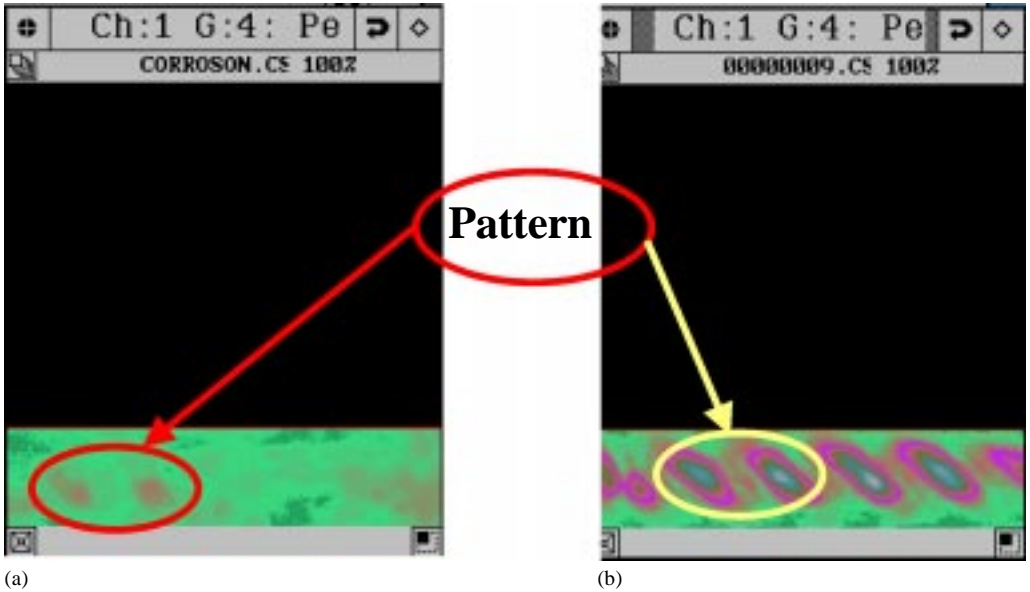 Ch:1 G:4: Pe
CORROSON.CS 100%
Ch:1 G:4: Pe
00000009.CS 100%
Pattern
(a)
(b)